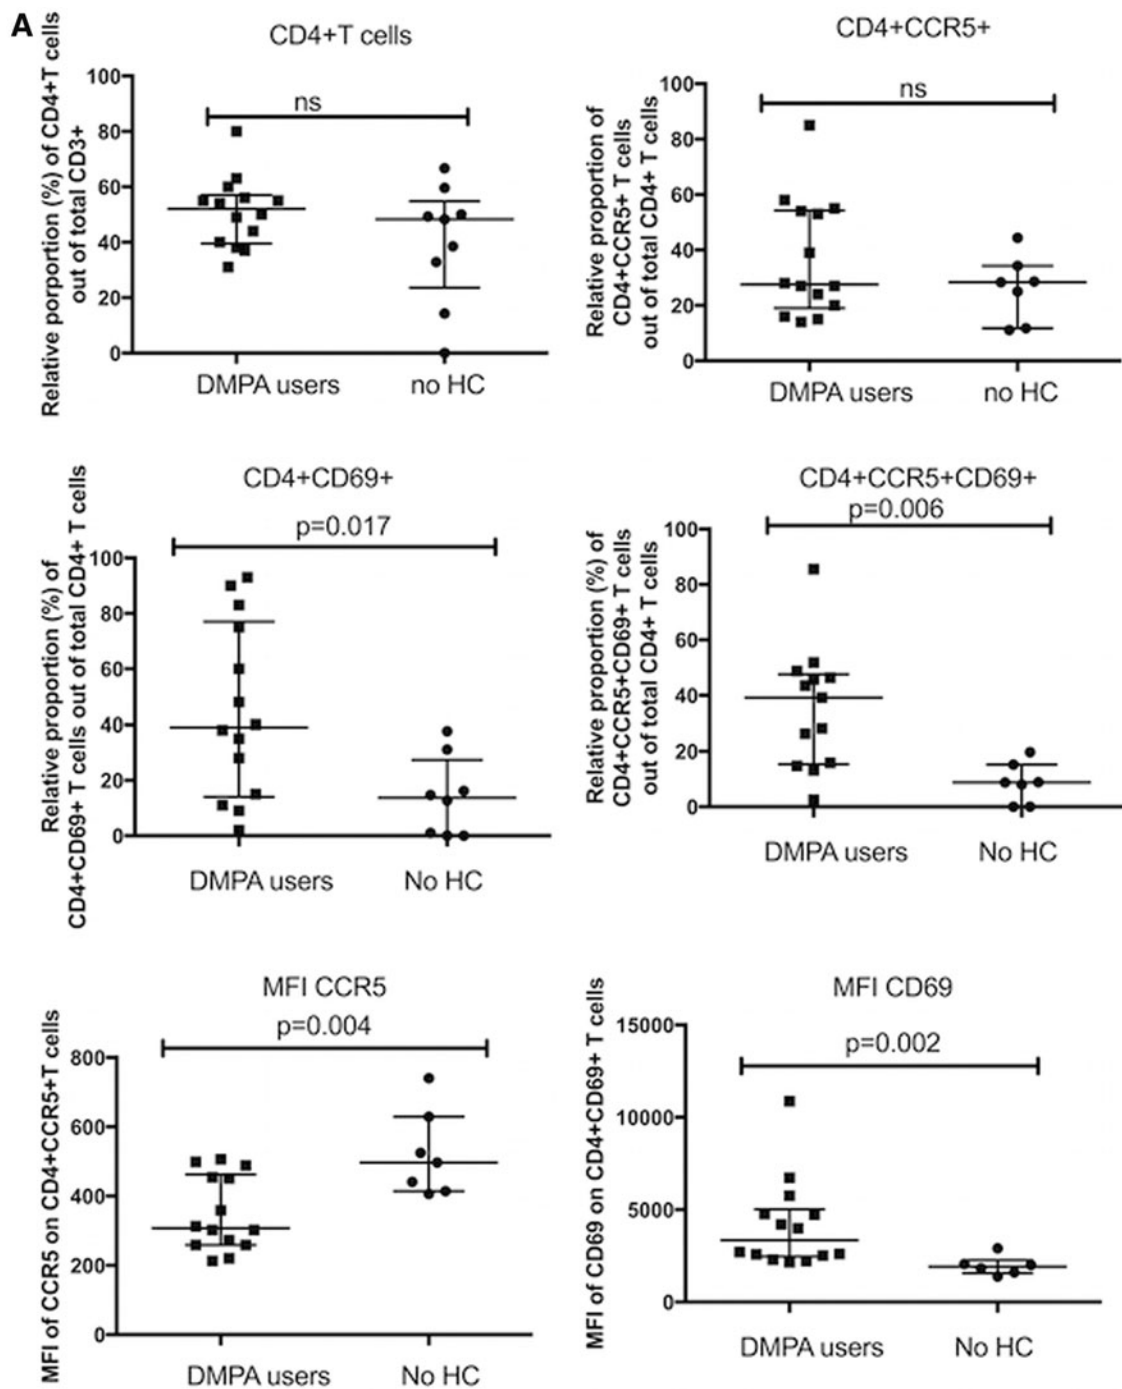 A
CD4+T cells
Relative porportion (%) of CD4+T cells
out of total CD3+
100
80
60
40
20
0
ns
DMPA users
no HC
CD4+CCR5+
Relative proportion of
CD4+CCR5+ T cells
out of total CD4+ T cells
100
80
60
40
20
0
ns
DMPA users
no HC
CD4+CD69+
p=0.017
Relative proportion (%) of
CD4+CD69+ T cells out of total CD4+ T cells
100
80
60
40
20
0
DMPA users
No HC
CD4+CCR5+CD69+
p=0.006
Relative proportion (%) of
CD4+CCR5+CD69+ T cells
out of total CD4+ T cells
100
80
60
40
20
0
DMPA users
No HC
MFI CCR5
p=0.004
MFI of CCR5 on CD4+CCR5+T cells
800
600
400
200
0
DMPA users
No HC
MFI CD69
p=0.002
MFI of CD69 on CD4+CD69+ T cells
15000
10000
5000
0
DMPA users
No HC